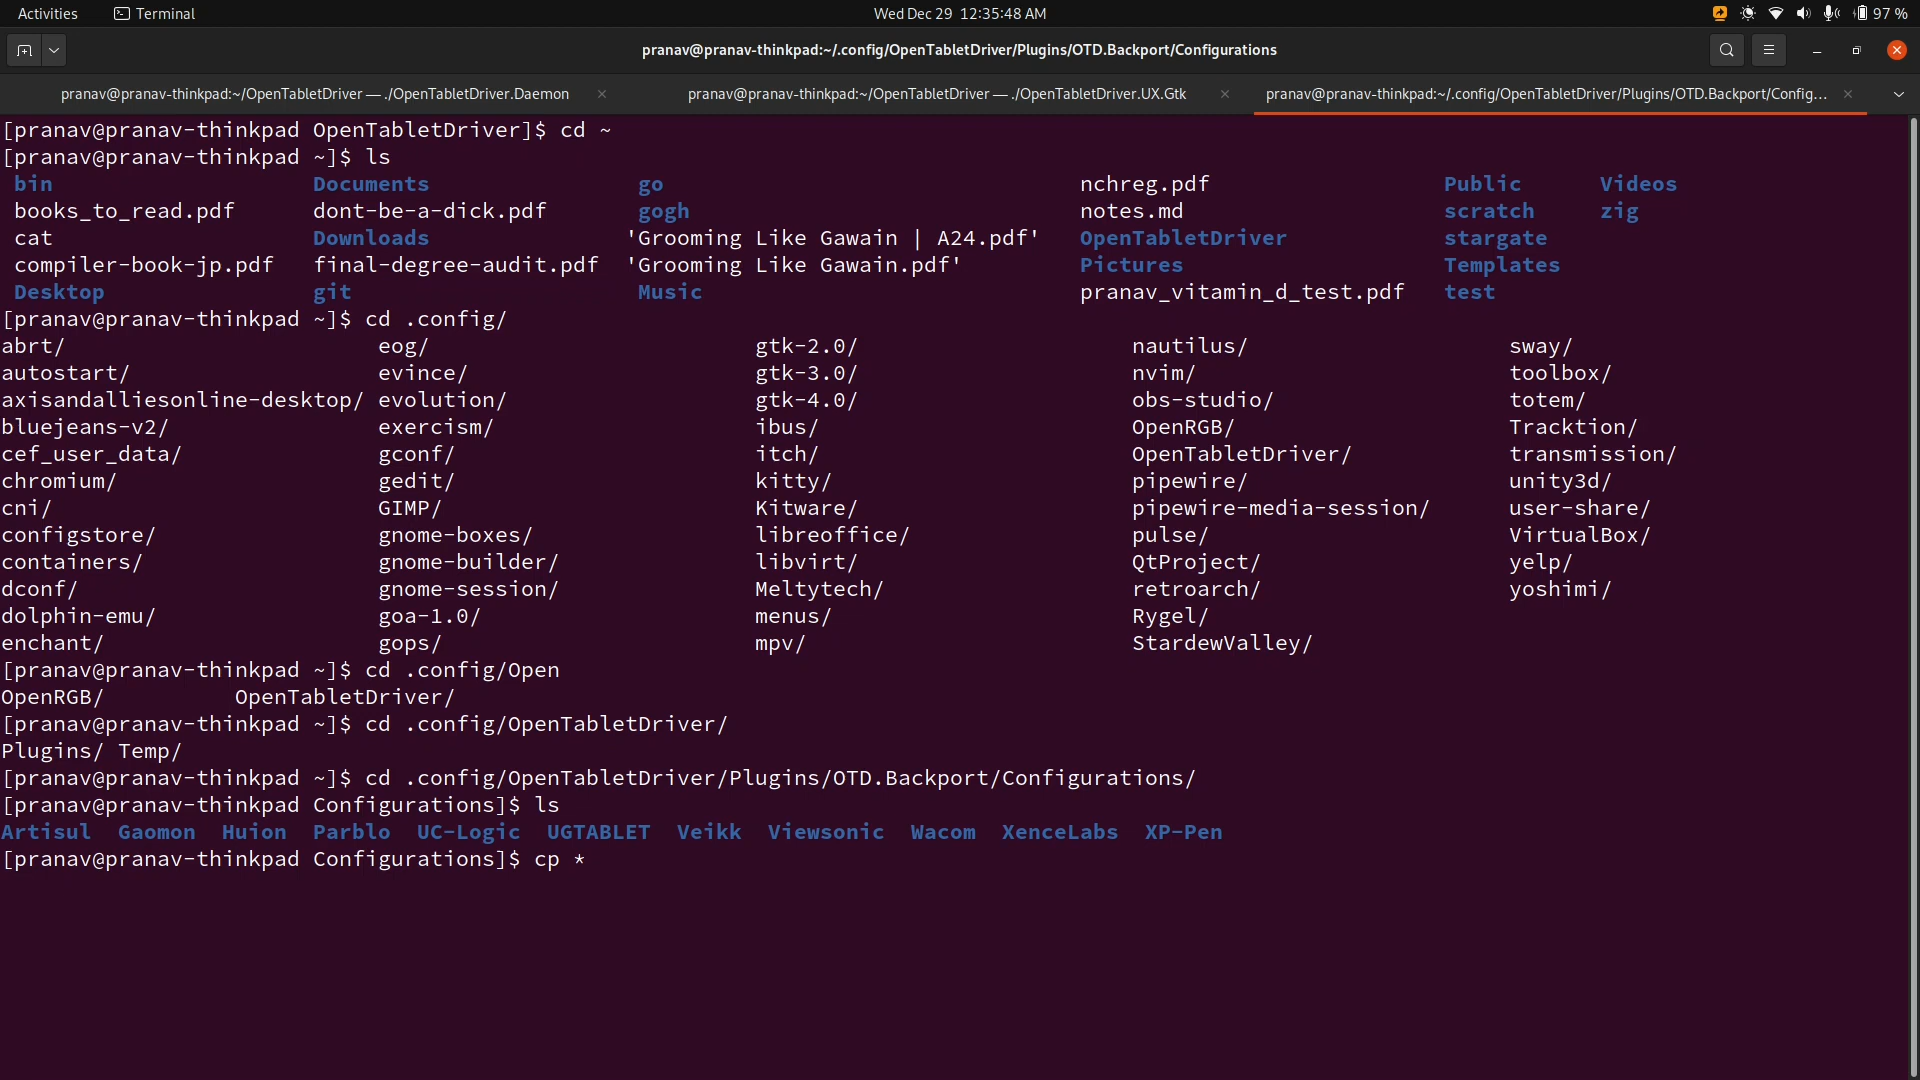 Activities Terminal Wed Dec 29 12:35:48 AM 97 %
pranav@pranav-thinkpad:~/.config/OpenTabletDriver/Plugins/OTD.Backport/Configurations
pranav@pranav-thinkpad:~/OpenTabletDriver — ./OpenTabletDriver.Daemon pranav@pranav-thinkpad:~/OpenTabletDriver — ./OpenTabletDriver.UX.Gtk pranav@pranav-thinkpad:~/.config/OpenTabletDriver/Plugins/OTD.Backport/Config...
[pranav@pranav-thinkpad OpenTabletDriver]$ cd ~
[pranav@pranav-thinkpad ~]$ ls
bin Documents go nchreg.pdf Public Videos
books_to_read.pdf dont-be-a-dick.pdf gogh notes.md scratch zig
cat Downloads 'Grooming Like Gawain | A24.pdf' OpenTabletDriver stargate
compiler-book-jp.pdf final-degree-audit.pdf 'Grooming Like Gawain.pdf' Pictures Templates
Desktop git Music pranav_vitamin_d_test.pdf test
[pranav@pranav-thinkpad ~]$ cd .config/
abrt/ eog/ gtk-2.0/ nautilus/ sway/
autostart/ evince/ gtk-3.0/ nvim/ toolbox/
axisandalliesonline-desktop/ evolution/ gtk-4.0/ obs-studio/ totem/
bluejeans-v2/ exercism/ ibus/ OpenRGB/ Tracktion/
cef_user_data/ gconf/ itch/ OpenTabletDriver/ transmission/
chromium/ gedit/ kitty/ pipewire/ unity3d/
cni/ GIMP/ Kitware/ pipewire-media-session/ user-share/
configstore/ gnome-boxes/ libreoffice/ pulse/ VirtualBox/
containers/ gnome-builder/ libvirt/ QtProject/ yelp/
dconf/ gnome-session/ Meltytech/ retroarch/ yoshimi/
dolphin-emu/ goa-1.0/ menus/ Rygel/
enchant/ gops/ mpv/ StardewValley/
[pranav@pranav-thinkpad ~]$ cd .config/Open
OpenRGB/ OpenTabletDriver/
[pranav@pranav-thinkpad ~]$ cd .config/OpenTabletDriver/
Plugins/ Temp/
[pranav@pranav-thinkpad ~]$ cd .config/OpenTabletDriver/Plugins/OTD.Backport/Configurations/
[pranav@pranav-thinkpad Configurations]$ ls
Artisul Gaomon Huion Parblo UC-Logic UGTABLET Veikk Viewsonic Wacom XenceLabs XP-Pen
[pranav@pranav-thinkpad Configurations]$ cp *